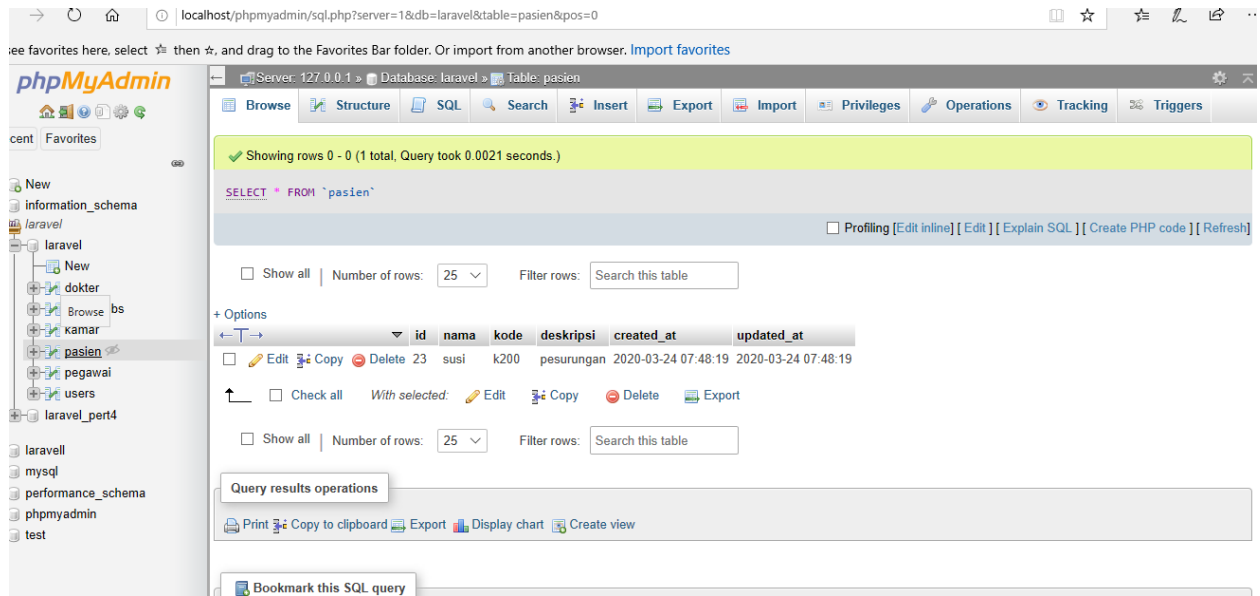 localhost/phpmyadmin/sql.php?server=1&db=laravel&table=pasien&pos=0
see favorites here, select then ☆, and drag to the Favorites Bar folder. Or import from another browser. Import favorites
phpMyAdmin
cent Favorites
New
information_schema
laravel
laravel
New
dokter
Browse bs
kamar
pasien
pegawai
users
laravel_pert4
laravell
mysql
performance_schema
phpmyadmin
test
Server: 127.0.0.1 » Database: laravel » Table: pasien
Browse Structure SQL Search Insert Export Import Privileges Operations Tracking Triggers
Showing rows 0 - 0 (1 total, Query took 0.0021 seconds.)
SELECT * FROM `pasien`
Profiling [Edit inline] [ Edit ] [ Explain SQL ] [ Create PHP code ] [ Refresh]
Show all | Number of rows: 25 Filter rows: Search this table
+ Options
←T→ id nama kode deskripsi created_at updated_at
Edit Copy Delete 23 susi k200 pesurungan 2020-03-24 07:48:19 2020-03-24 07:48:19
Check all With selected: Edit Copy Delete Export
Show all | Number of rows: 25 Filter rows: Search this table
Query results operations
Print Copy to clipboard Export Display chart Create view
Bookmark this SQL query